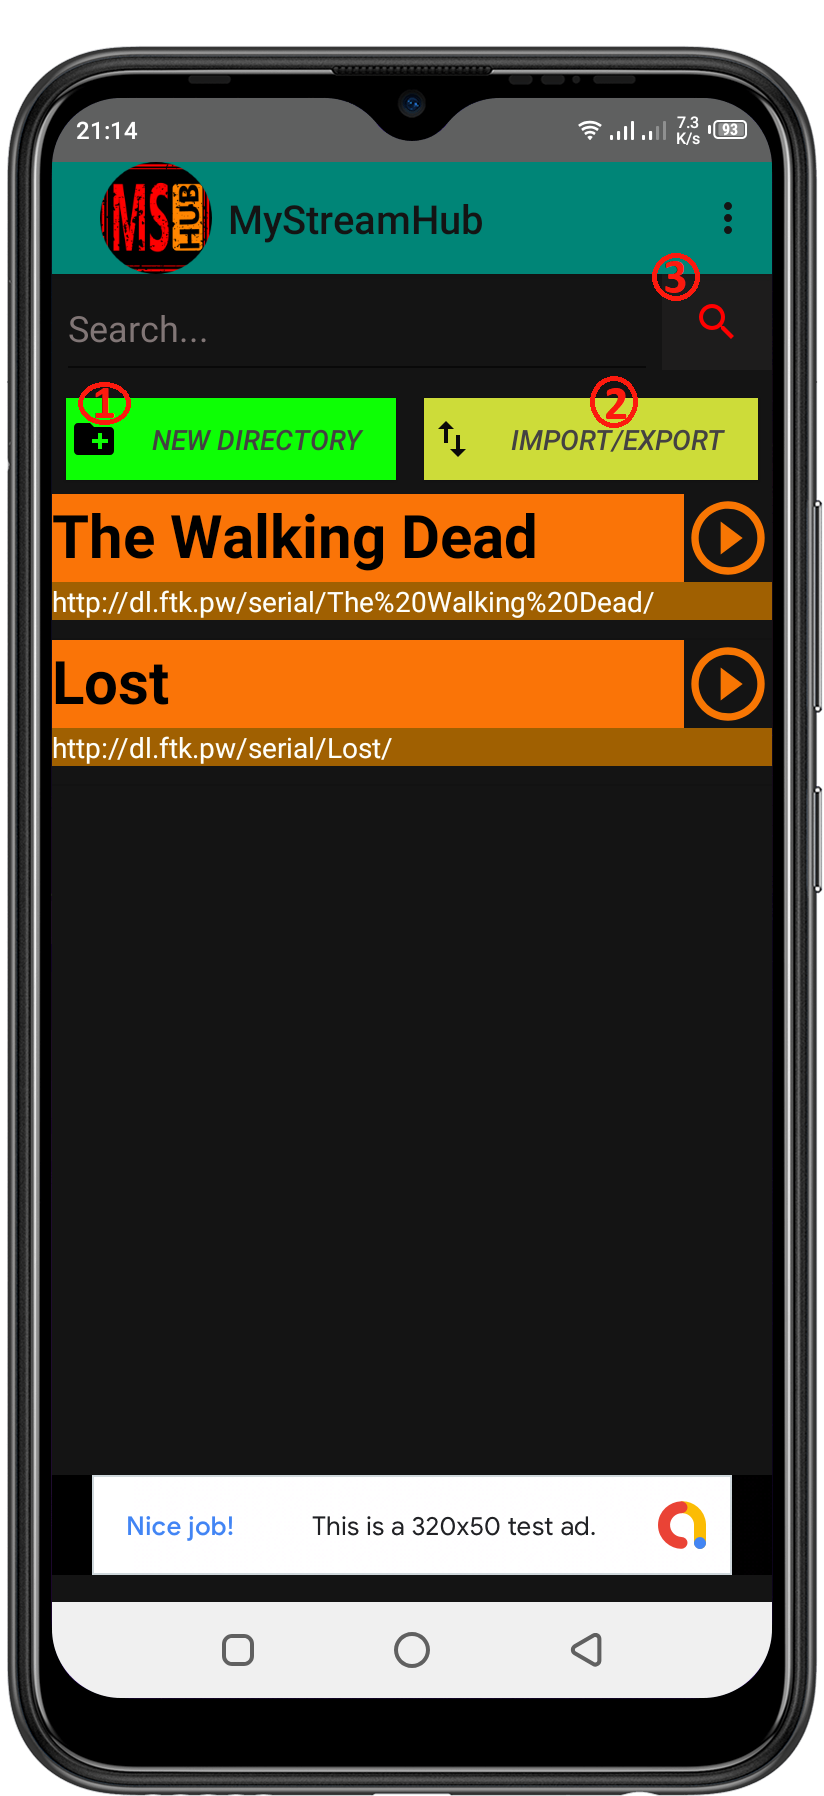 21:14
7.3
K/s
93
MS HUB
MyStreamHub
3
Search...
1
2
NEW DIRECTORY
IMPORT/EXPORT
The Walking Dead
http://dl.ftk.pw/serial/The%20Walking%20Dead/
Lost
http://dl.ftk.pw/serial/Lost/
Nice job!
This is a 320x50 test ad.